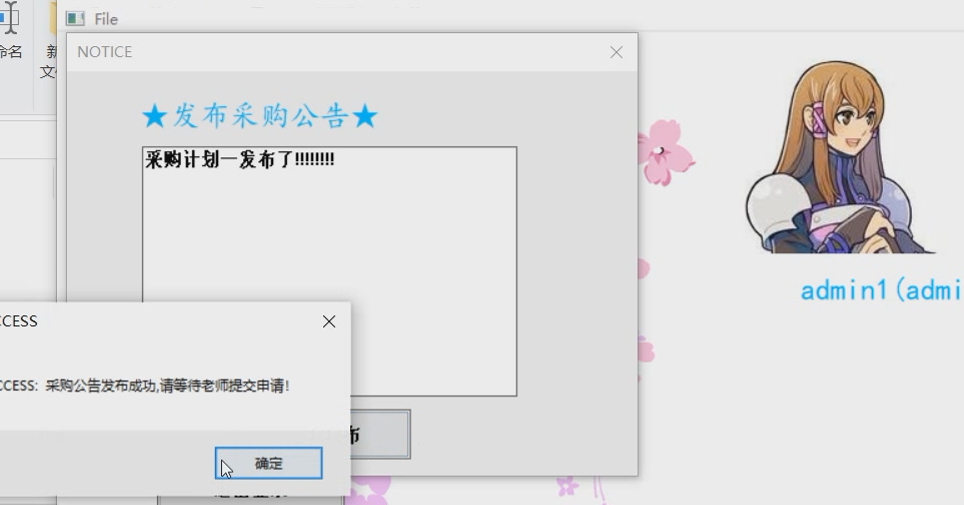 命名
新
文
File
NOTICE
★发布采购公告★
采购计划一发布了!!!!!!!!
admin1(admi
CCESS
CCESS: 采购公告发布成功,请等待老师提交申请!
布
确定